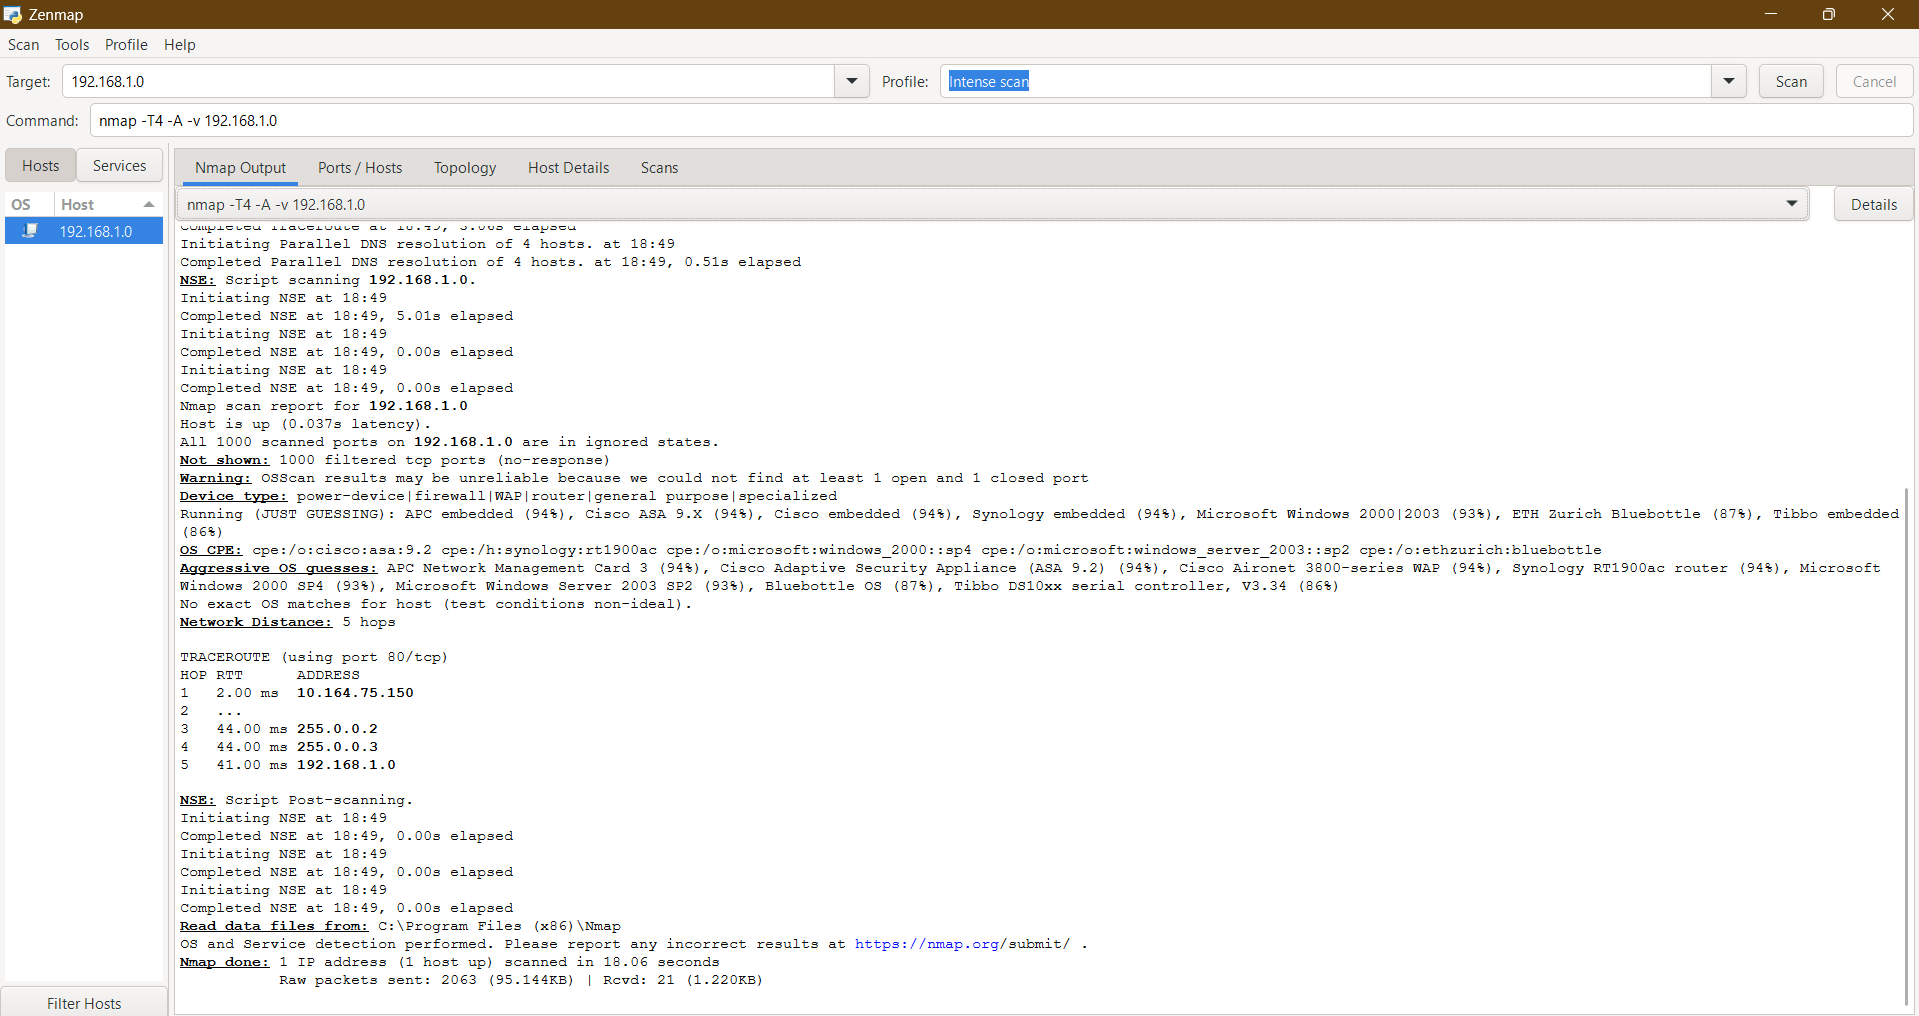 Zenmap
Scan Tools Profile Help
Target: 192.168.1.0 Profile: Intense scan Scan Cancel
Command: nmap -T4 -A -v 192.168.1.0
Hosts Services Nmap Output Ports / Hosts Topology Host Details Scans
OS Host nmap -T4 -A -v 192.168.1.0 Details
192.168.1.0
Completed Traceroute at 18:49, 3.06s elapsed
Initiating Parallel DNS resolution of 4 hosts. at 18:49
Completed Parallel DNS resolution of 4 hosts. at 18:49, 0.51s elapsed
NSE: Script scanning 192.168.1.0.
Initiating NSE at 18:49
Completed NSE at 18:49, 5.01s elapsed
Initiating NSE at 18:49
Completed NSE at 18:49, 0.00s elapsed
Initiating NSE at 18:49
Completed NSE at 18:49, 0.00s elapsed
Nmap scan report for 192.168.1.0
Host is up (0.037s latency).
All 1000 scanned ports on 192.168.1.0 are in ignored states.
Not shown: 1000 filtered tcp ports (no-response)
Warning: OSScan results may be unreliable because we could not find at least 1 open and 1 closed port
Device type: power-device|firewall|WAP|router|general purpose|specialized
Running (JUST GUESSING): APC embedded (94%), Cisco ASA 9.X (94%), Cisco embedded (94%), Synology embedded (94%), Microsoft Windows 2000|2003 (93%), ETH Zurich Bluebottle (87%), Tibbo embedded
(86%)
OS CPE: cpe:/o:cisco:asa:9.2 cpe:/h:synology:rt1900ac cpe:/o:microsoft:windows_2000::sp4 cpe:/o:microsoft:windows_server_2003::sp2 cpe:/o:ethzurich:bluebottle
Aggressive OS guesses: APC Network Management Card 3 (94%), Cisco Adaptive Security Appliance (ASA 9.2) (94%), Cisco Aironet 3800-series WAP (94%), Synology RT1900ac router (94%), Microsoft
Windows 2000 SP4 (93%), Microsoft Windows Server 2003 SP2 (93%), Bluebottle OS (87%), Tibbo DS10xx serial controller, V3.34 (86%)
No exact OS matches for host (test conditions non-ideal).
Network Distance: 5 hops
TRACEROUTE (using port 80/tcp)
HOP RTT ADDRESS
1 2.00 ms 10.164.75.150
2 ...
3 44.00 ms 255.0.0.2
4 44.00 ms 255.0.0.3
5 41.00 ms 192.168.1.0
NSE: Script Post-scanning.
Initiating NSE at 18:49
Completed NSE at 18:49, 0.00s elapsed
Initiating NSE at 18:49
Completed NSE at 18:49, 0.00s elapsed
Initiating NSE at 18:49
Completed NSE at 18:49, 0.00s elapsed
Read data files from: C:\Program Files (x86)\Nmap
OS and Service detection performed. Please report any incorrect results at https://nmap.org/submit/ .
Nmap done: 1 IP address (1 host up) scanned in 18.06 seconds
Raw packets sent: 2063 (95.144KB) | Rcvd: 21 (1.220KB)
Filter Hosts